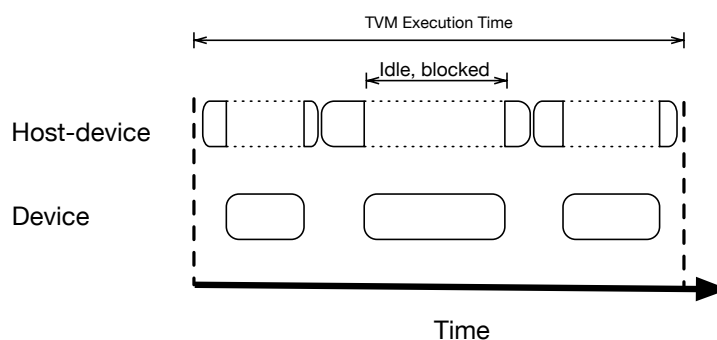 TVM Execution Time
Idle, blocked
Host-device
Device
Time